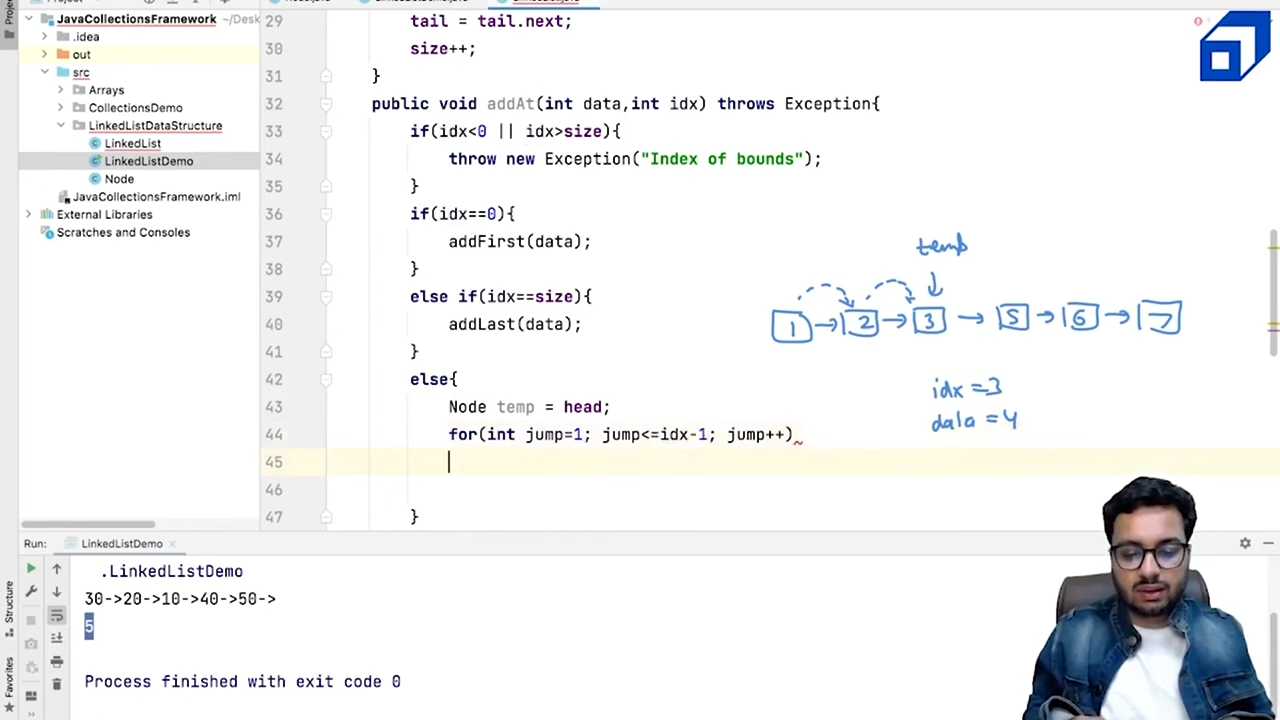 JavaCollectionsFramework ~/Desk
.idea
out
src
Arrays
CollectionsDemo
LinkedListDataStructure
LinkedList
LinkedListDemo
Node
JavaCollectionsFramework.iml
External Libraries
Scratches and Consoles
29 tail = tail.next;
30 size++;
31 }
32 public void addAt(int data,int idx) throws Exception{
33 if(idx<0 || idx>size){
34 throw new Exception("Index of bounds");
35 }
36 if(idx==0){
37 addFirst(data);
38 }
39 else if(idx==size){
40 addLast(data);
41 }
42 else{
43 Node temp = head;
44 for(int jump=1; jump<=idx-1; jump++)
45
46
47 }
temp
1 → 2 → 3 → 5 → 6 → 7
idx = 3
data = 4
Run: LinkedListDemo
.LinkedListDemo
30->20->10->40->50->
5
Process finished with exit code 0
Structure
Favorites